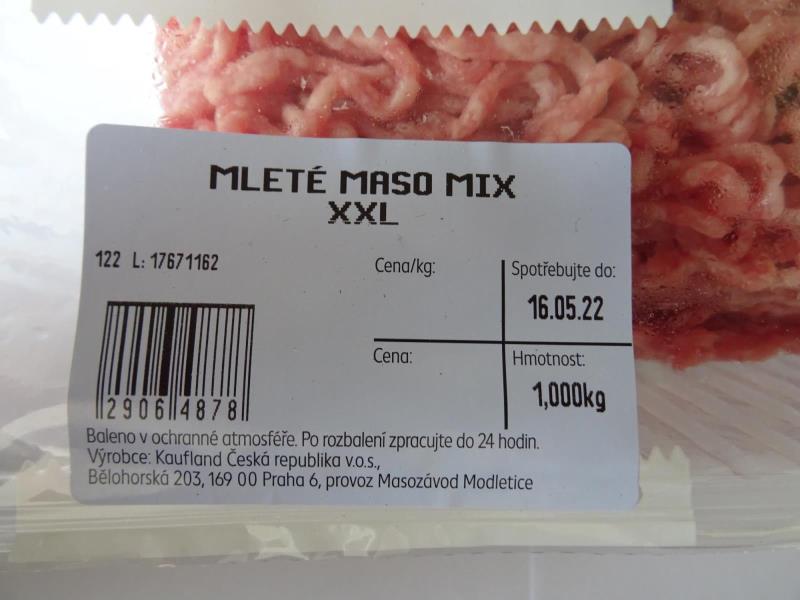 MLETÉ MASO MIX
XXL
122 L: 17671162
Cena/kg:
Spotřebujte do:
16.05.22
Cena:
Hmotnost:
1,000kg
29064878
Baleno v ochranné atmosféře. Po rozbalení zpracujte do 24 hodin.
Výrobce: Kaufland Česká republika v.o.s.,
Bělohorská 203, 169 00 Praha 6, provoz Masozávod Modletice